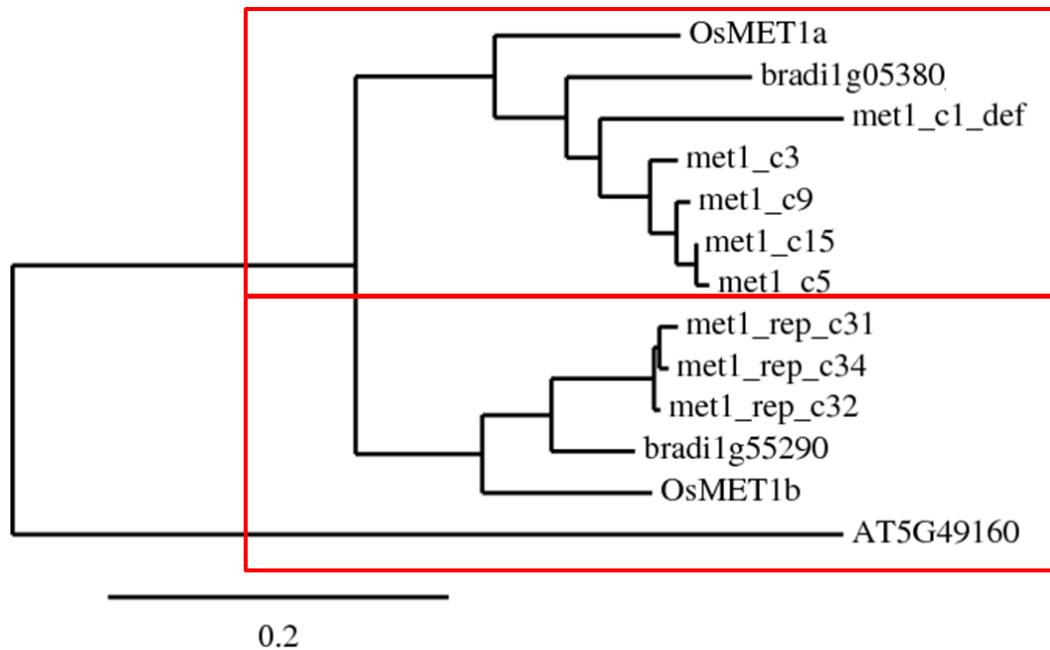 OsMET1a
bradi1g05380
met1_c1_def
met1_c3
met1_c9
met1_c15
met1_c5
met1_rep_c31
met1_rep_c34
met1_rep_c32
bradi1g55290
OsMET1b
AT5G49160
0.2